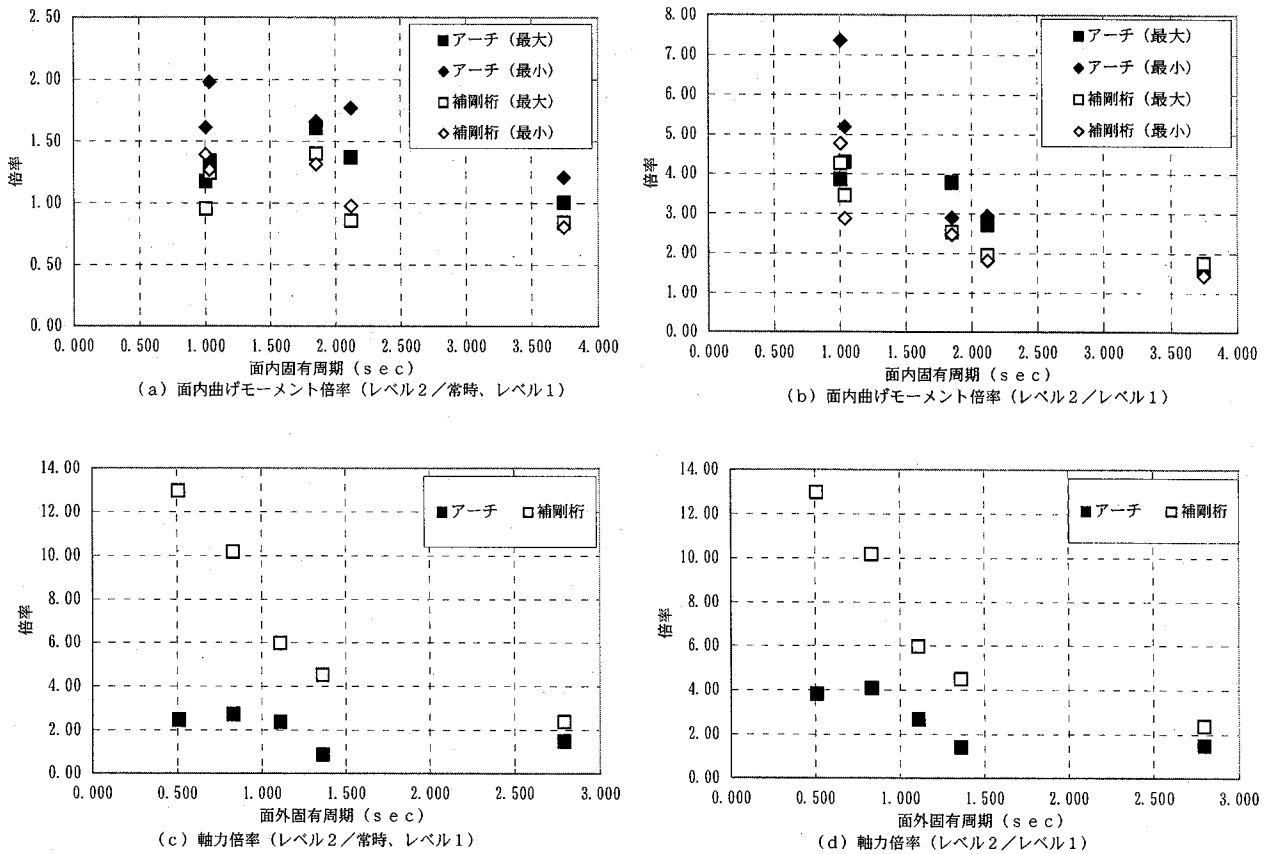 2.50
2.00
1.50
1.00
0.50
0.00
倍率
■アーチ（最大）
◆アーチ（最小）
□補剛桁（最大）
◇補剛桁（最小）
0.000 0.500 1.000 1.500 2.000 2.500 3.000 3.500 4.000
面内固有周期（sec）
（a）面内曲げモーメント倍率（レベル2／常時、レベル1）
8.00
7.00
6.00
5.00
4.00
3.00
2.00
1.00
0.00
倍率
■アーチ（最大）
◆アーチ（最小）
□補剛桁（最大）
◇補剛桁（最小）
0.000 0.500 1.000 1.500 2.000 2.500 3.000 3.500 4.000
面内固有周期（sec）
（b）面内曲げモーメント倍率（レベル2／レベル1）
14.00
12.00
10.00
8.00
6.00
4.00
2.00
0.00
倍率
■アーチ □補剛桁
0.000 0.500 1.000 1.500 2.000 2.500 3.000
面外固有周期（sec）
（c）軸力倍率（レベル2／常時、レベル1）
14.00
12.00
10.00
8.00
6.00
4.00
2.00
0.00
倍率
■アーチ □補剛桁
0.000 0.500 1.000 1.500 2.000 2.500 3.000
面外固有周期（sec）
（d）軸力倍率（レベル2／レベル1）